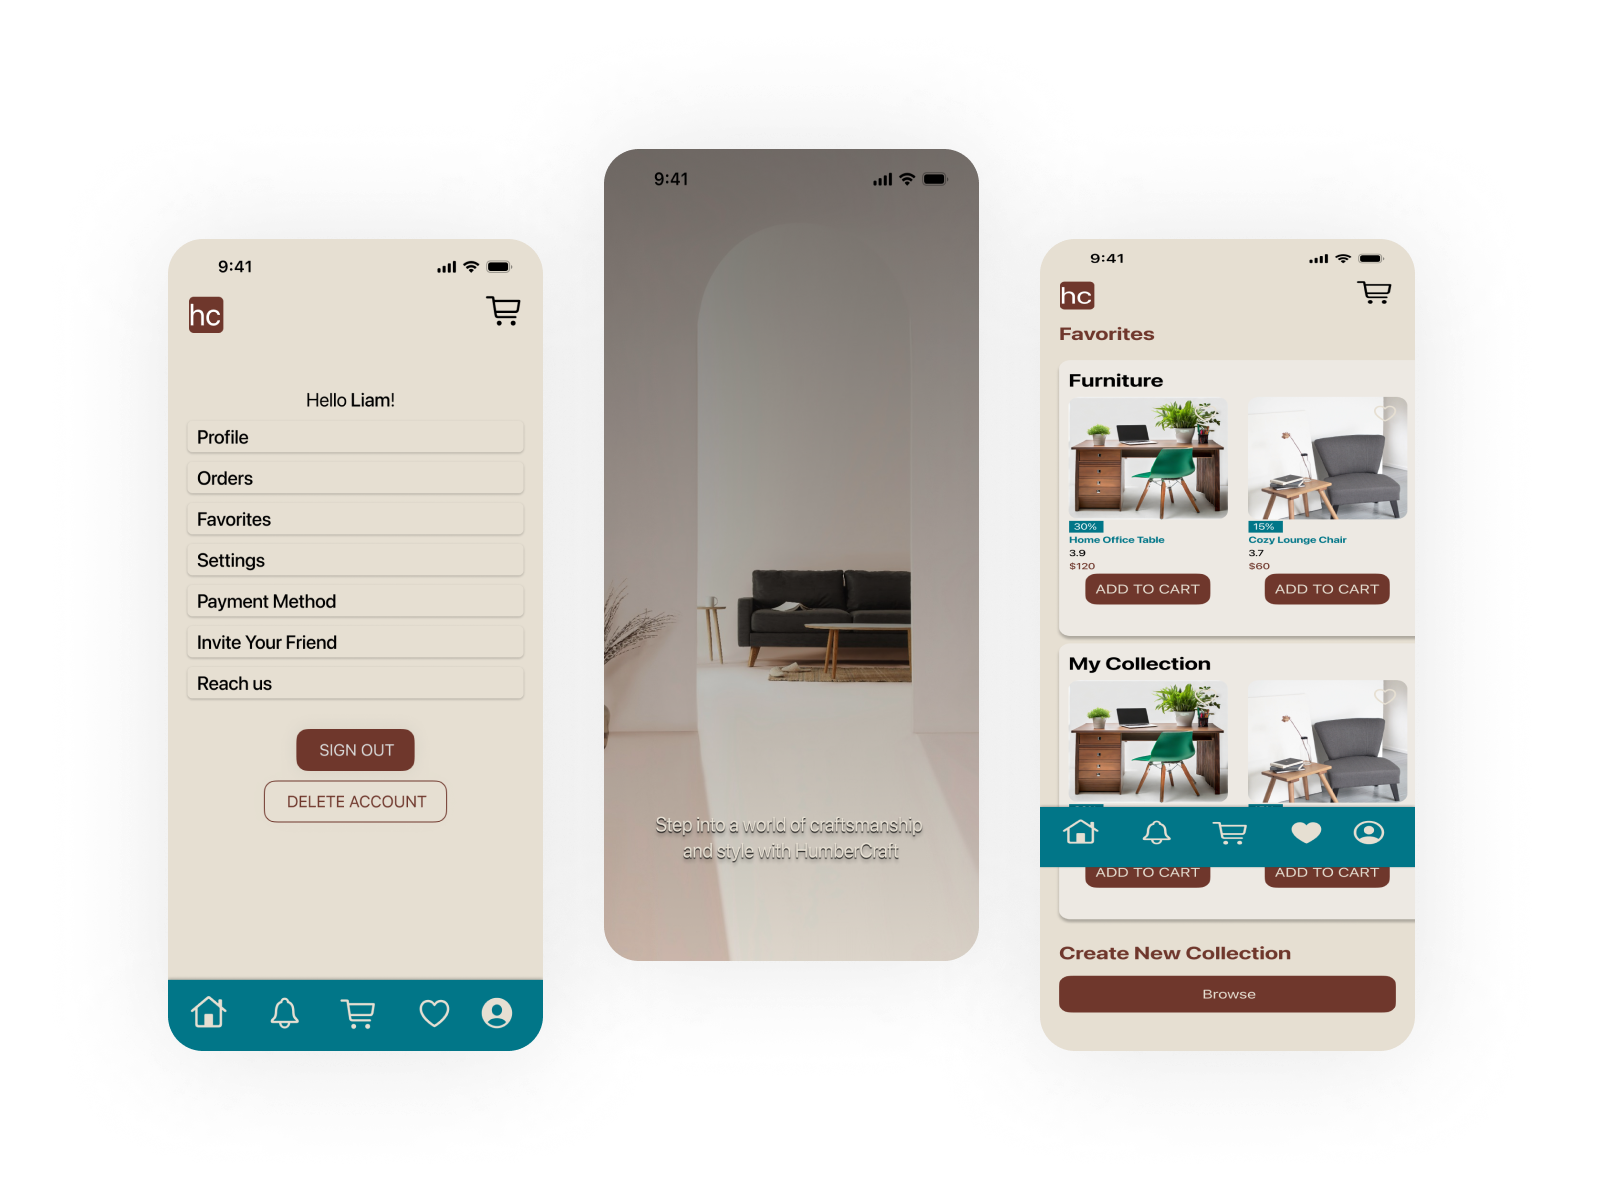 9:41
hc
Hello Liam!
Profile
Orders
Favorites
Settings
Payment Method
Invite Your Friend
Reach us
SIGN OUT
DELETE ACCOUNT
9:41
Step into a world of craftsmanship
and style with HumberCraft
9:41
hc
Favorites
Furniture
30% 15%
Home Office Table Cozy Lounge Chair
3.9 3.7
$120 $60
ADD TO CART ADD TO CART
My Collection
ADD TO CART ADD TO CART
Create New Collection
Browse